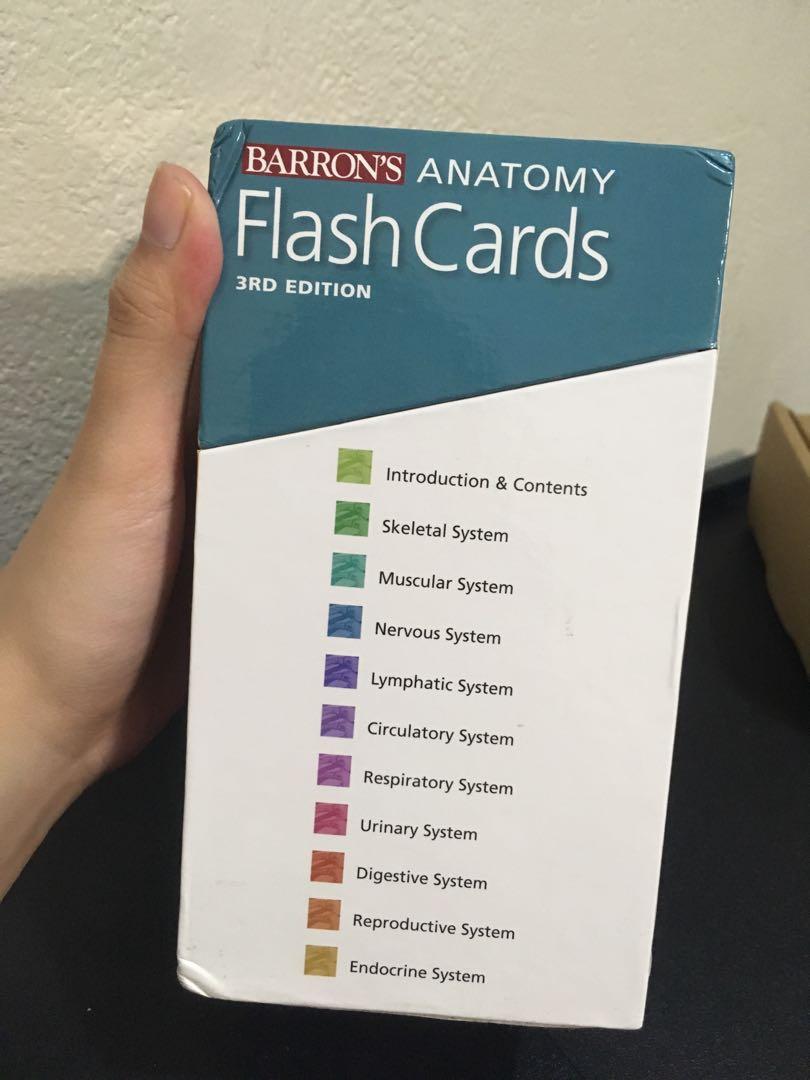 BARRON'S ANATOMY
Flash Cards
3RD EDITION
Introduction & Contents
Skeletal System
Muscular System
Nervous System
Lymphatic System
Circulatory System
Respiratory System
Urinary System
Digestive System
Reproductive System
Endocrine System